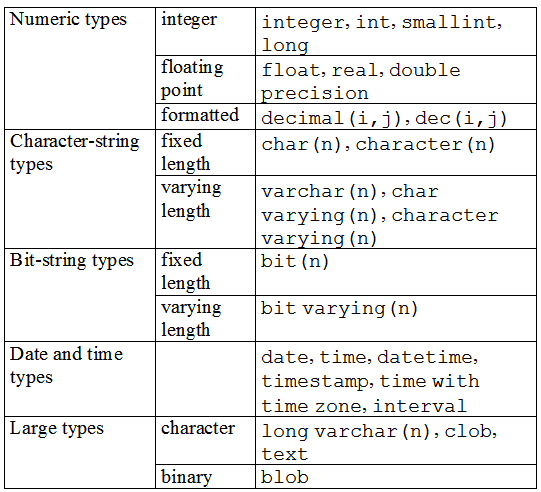 Numeric types integer integer, int, smallint,
long
floating
point float, real, double
precision
formatted decimal(i,j), dec(i,j)
Character-string
types fixed
length char(n), character(n)
varying
length varchar(n), char
varying(n), character
varying(n)
Bit-string types fixed
length bit(n)
varying
length bit varying(n)
Date and time
types date, time, datetime,
timestamp, time with
time zone, interval
Large types character long varchar(n), clob,
text
binary blob